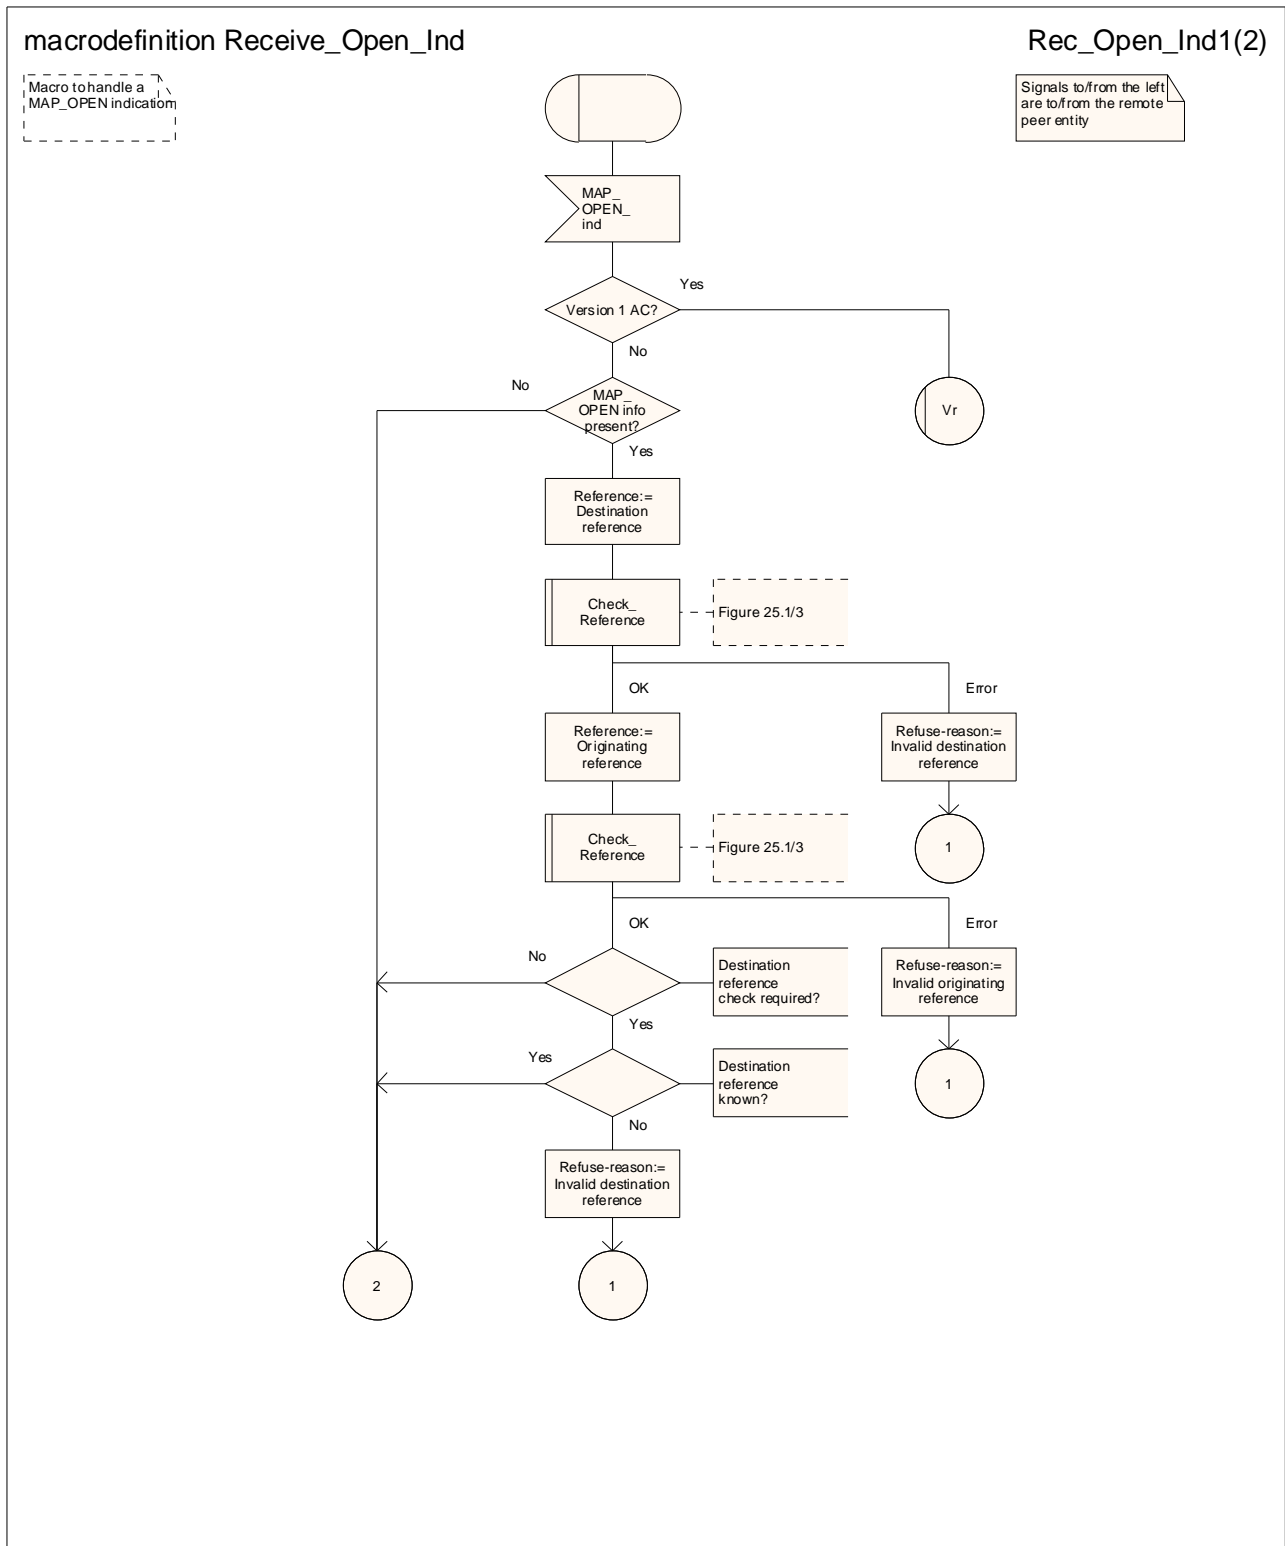 macrodefinition Receive_Open_Ind
Rec_Open_Ind1(2)
Macro to handle a
MAP_OPEN indication
Signals to/from the left
are to/from the remote
peer entity
MAP_
OPEN_
ind
Yes
Version 1 AC?
No
No
MAP_
OPEN info
present?
Vr
Yes
Reference:=
Destination
reference
Check_
Reference
Figure 25.1/3
OK
Error
Reference:=
Originating
reference
Refuse-reason:=
Invalid destination
reference
Check_
Reference
Figure 25.1/3
1
OK
Error
No
Destination
reference
check required?
Refuse-reason:=
Invalid originating
reference
Yes
Yes
Destination
reference
known?
1
No
Refuse-reason:=
Invalid destination
reference
2
1